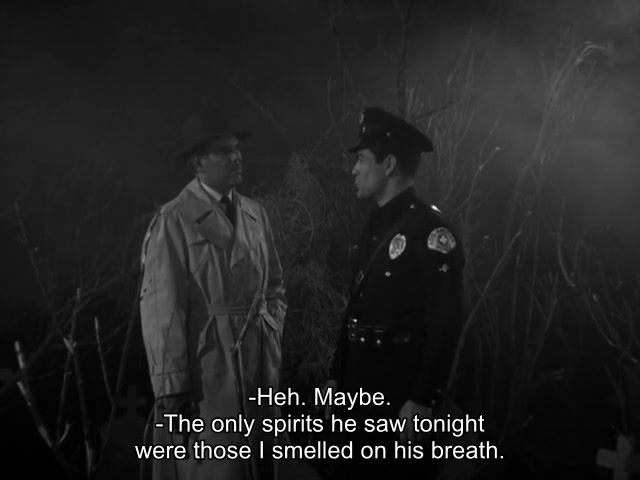 -Heh. Maybe.
-The only spirits he saw tonight
were those I smelled on his breath.